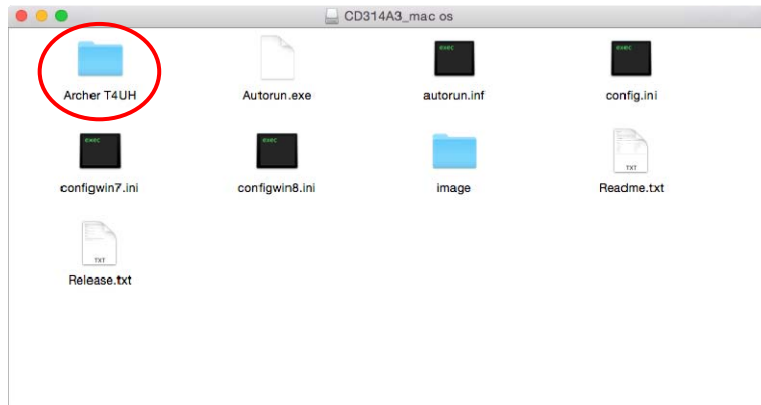 CD314A3_mac os
exec
exec
Archer T4UH
Autorun.exe
autorun.inf
config.ini
exec
exec
TXT
configwin7.ini
configwin8.ini
image
Readme.txt
TXT
Release.txt